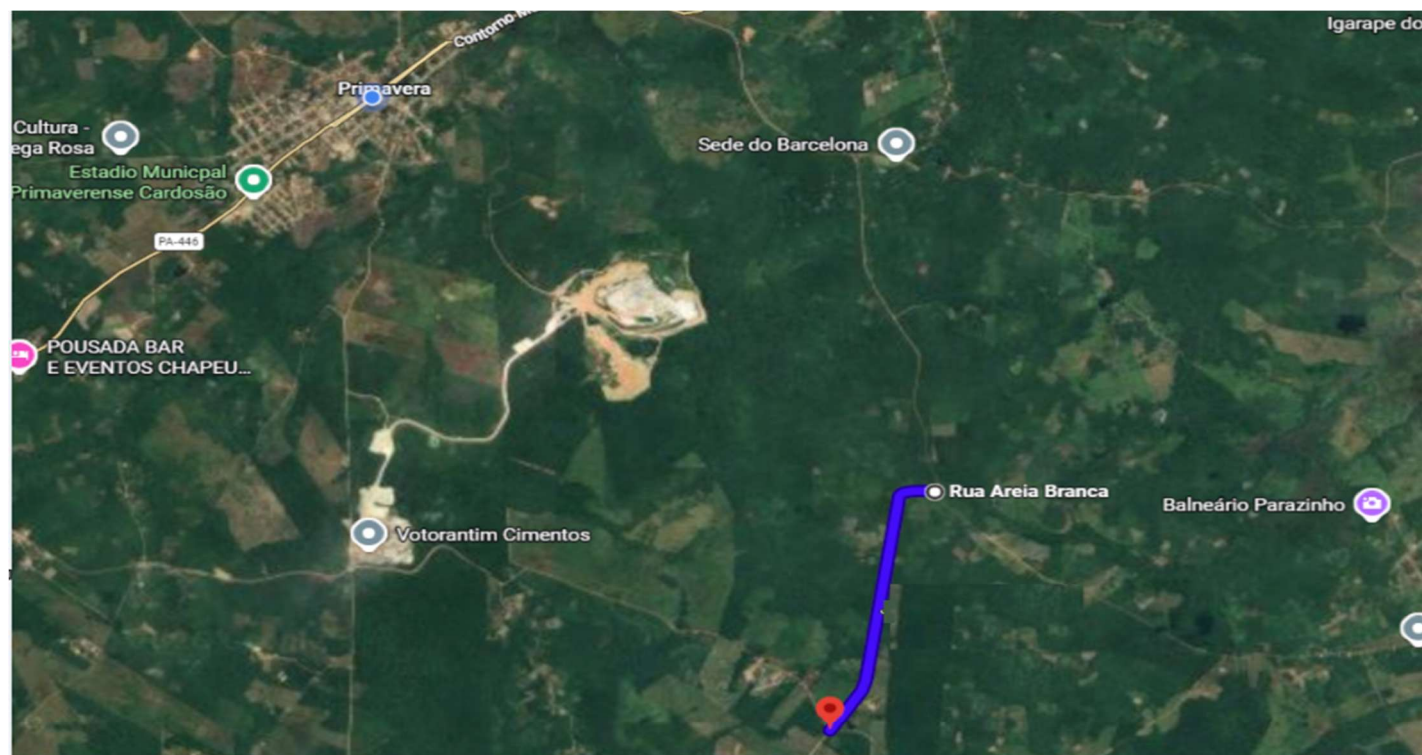 Contorno
Igarape do
Primavera
Cultura -
ega Rosa
Sede do Barcelona
Estadio Municpal
Primaverense Cardosão
PA-446
POUSADA BAR
E EVENTOS CHAPEU...
Rua Areia Branca
Balneário Parazinho
Votorantim Cimentos